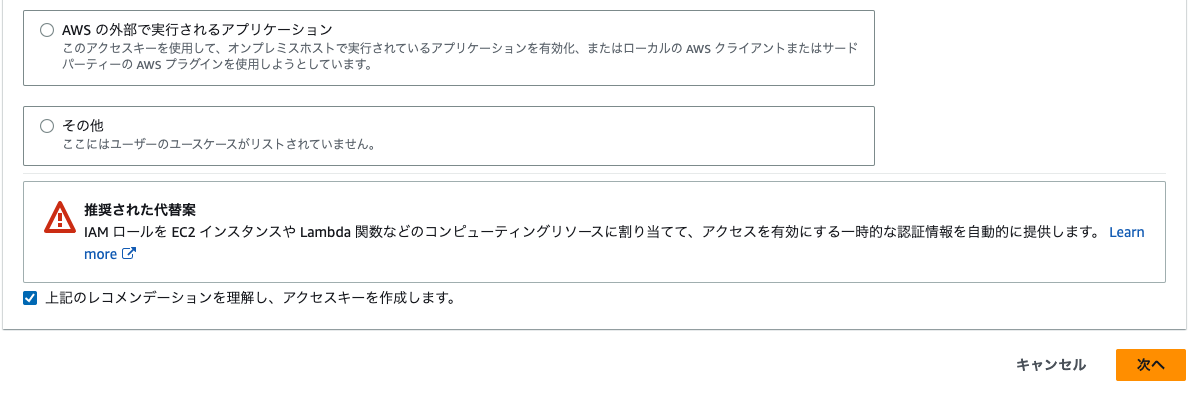 AWS の外部で実行されるアプリケーション
このアクセスキーを使用して、オンプレミスホストで実行されているアプリケーションを有効化、またはローカルの AWS クライアントまたはサード
パーティーの AWS プラグインを使用しようとしています。
その他
ここにはユーザーのユースケースがリストされていません。
推奨された代替案
IAM ロールを EC2 インスタンスや Lambda 関数などのコンピューティングリソースに割り当てて、アクセスを有効にする一時的な認証情報を自動的に提供します。 Learn
more
上記のレコメンデーションを理解し、アクセスキーを作成します。
キャンセル 次へ